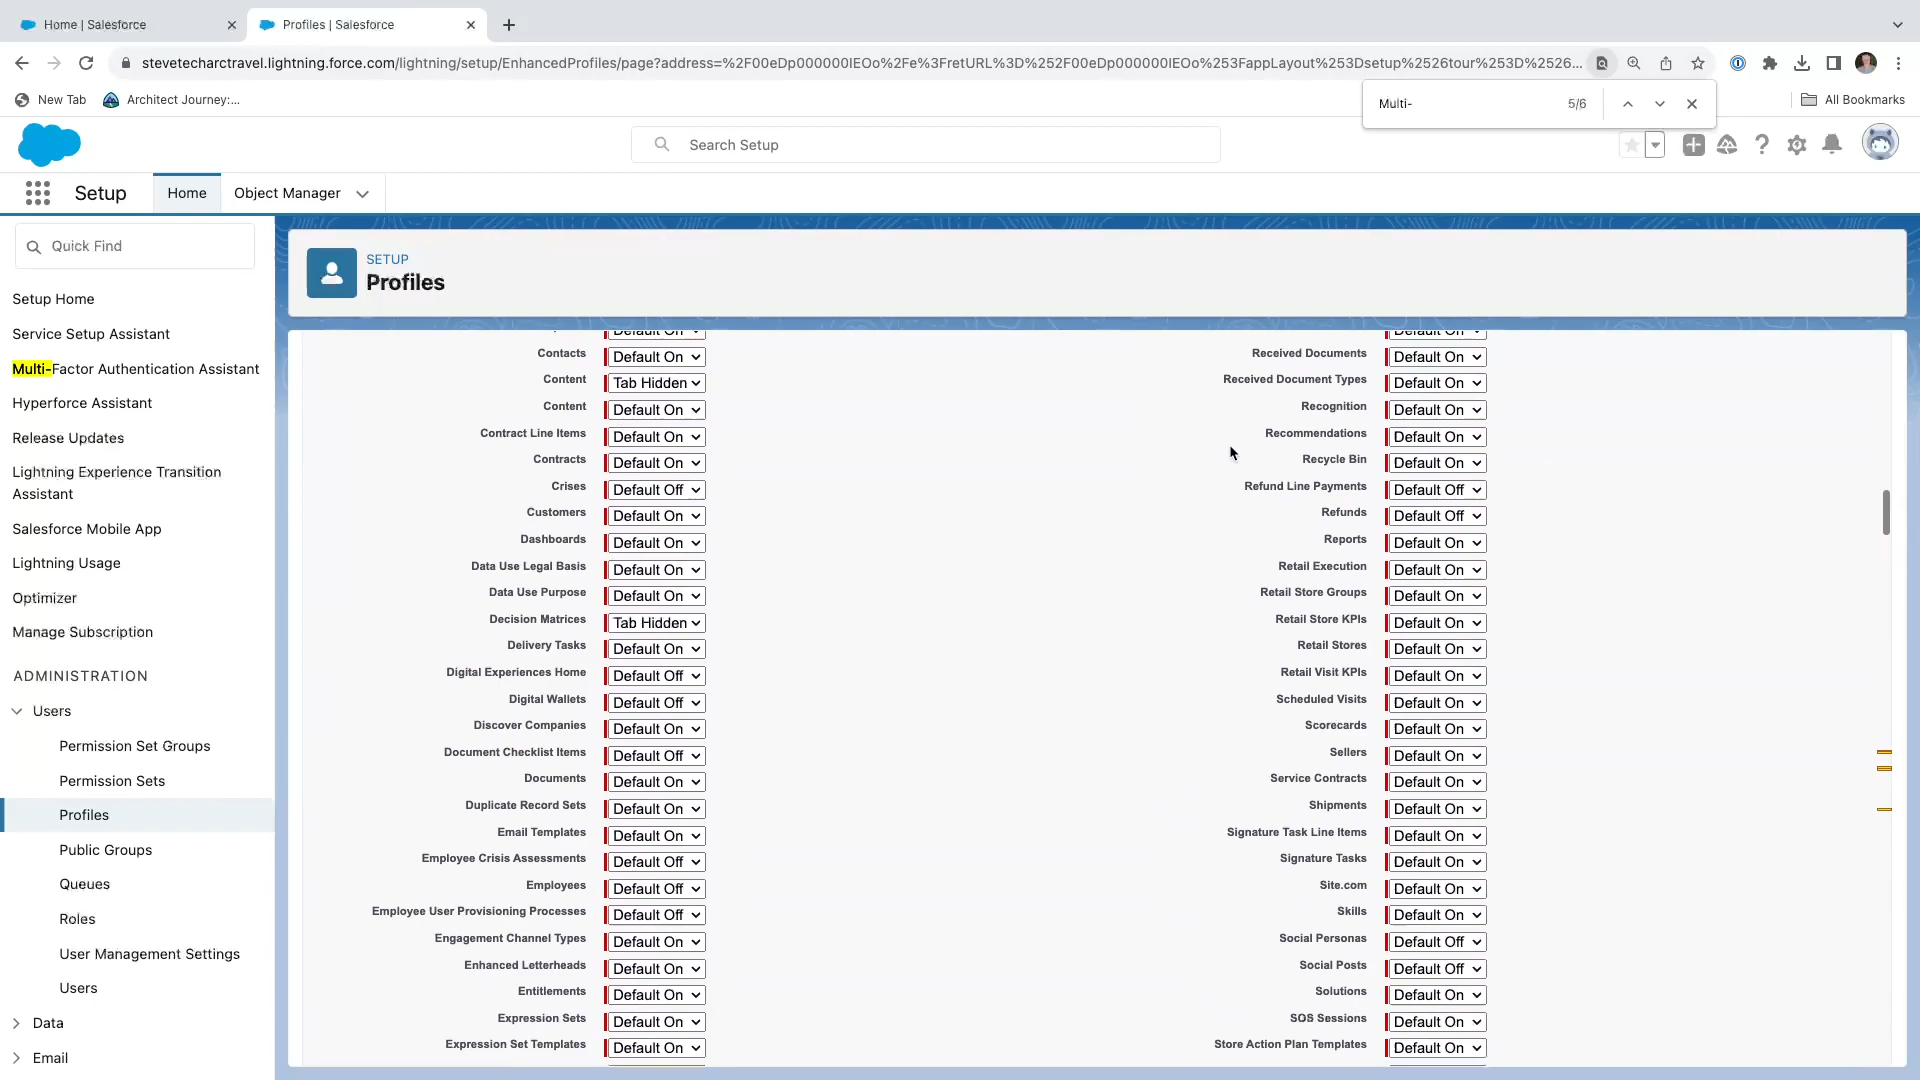 Home | Salesforce
Profiles | Salesforce
stevetecharctravel.lightning.force.com/lightning/setup/EnhancedProfiles/page?address=%2F00eDp000000IEOo%2Fe%3FretURL%3D%252F00eDp000000IEOo%253FappLayout%253Dsetup%2526tour%253D%2526...
New Tab
Architect Journey:...
Multi-
5/6
All Bookmarks
Search Setup
Setup
Home
Object Manager
Quick Find
Setup Home
Service Setup Assistant
Multi-Factor Authentication Assistant
Hyperforce Assistant
Release Updates
Lightning Experience Transition
Assistant
Salesforce Mobile App
Lightning Usage
Optimizer
Manage Subscription
ADMINISTRATION
Users
Permission Set Groups
Permission Sets
Profiles
Public Groups
Queues
Roles
User Management Settings
Users
Data
Email
SETUP
Profiles
Default On Default On
Contacts Default On Received Documents Default On
Content Tab Hidden Received Document Types Default On
Content Default On Recognition Default On
Contract Line Items Default On Recommendations Default On
Contracts Default On Recycle Bin Default On
Crises Default Off Refund Line Payments Default Off
Customers Default On Refunds Default Off
Dashboards Default On Reports Default On
Data Use Legal Basis Default On Retail Execution Default On
Data Use Purpose Default On Retail Store Groups Default On
Decision Matrices Tab Hidden Retail Store KPIs Default On
Delivery Tasks Default On Retail Stores Default On
Digital Experiences Home Default Off Retail Visit KPIs Default On
Digital Wallets Default Off Scheduled Visits Default On
Discover Companies Default On Scorecards Default On
Document Checklist Items Default Off Sellers Default On
Documents Default On Service Contracts Default On
Duplicate Record Sets Default On Shipments Default On
Email Templates Default On Signature Task Line Items Default On
Employee Crisis Assessments Default Off Signature Tasks Default On
Employees Default Off Site.com Default On
Employee User Provisioning Processes Default Off Skills Default On
Engagement Channel Types Default On Social Personas Default Off
Enhanced Letterheads Default On Social Posts Default Off
Entitlements Default On Solutions Default On
Expression Sets Default On SOS Sessions Default On
Expression Set Templates Default On Store Action Plan Templates Default On